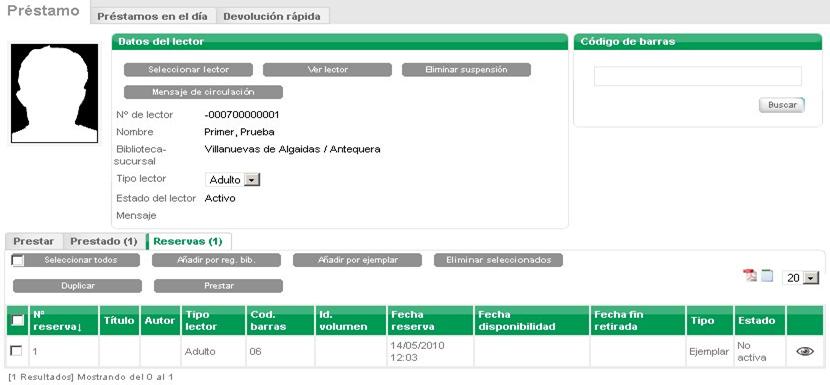 Préstamo Préstamos en el día Devolución rápida
Datos del lector
Seleccionar lector Ver lector Eliminar suspensión
Mensaje de circulación
Nº de lector -000700000001
Nombre Primer, Prueba
Biblioteca-sucursal Villanuevas de Algaidas / Antequera
Tipo lector Adulto
Estado del lector Activo
Mensaje
Código de barras
Buscar
Prestar Prestado (1) Reservas (1)
Seleccionar todos Añadir por reg. bib. Añadir por ejemplar Eliminar seleccionados
Duplicar Prestar
20
Nº reserva↓ Título Autor Tipo lector Cod. barras Id. volumen Fecha reserva Fecha disponibilidad Fecha fin retirada Tipo Estado
1 Adulto 06 14/05/2010 12:03 Ejemplar No activa
[1 Resultados] Mostrando del 0 al 1